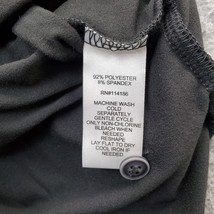 92% POLYESTER
8% SPANDEX
RN#114196
MACHINE WASH
COLD
SEPARATELY
GENTLE CYCLE
ONLY NON-CHLORINE
BLEACH WHEN
NEEDED
RESHAPE
LAY FLAT TO DRY
COOL IRON IF
NEEDED